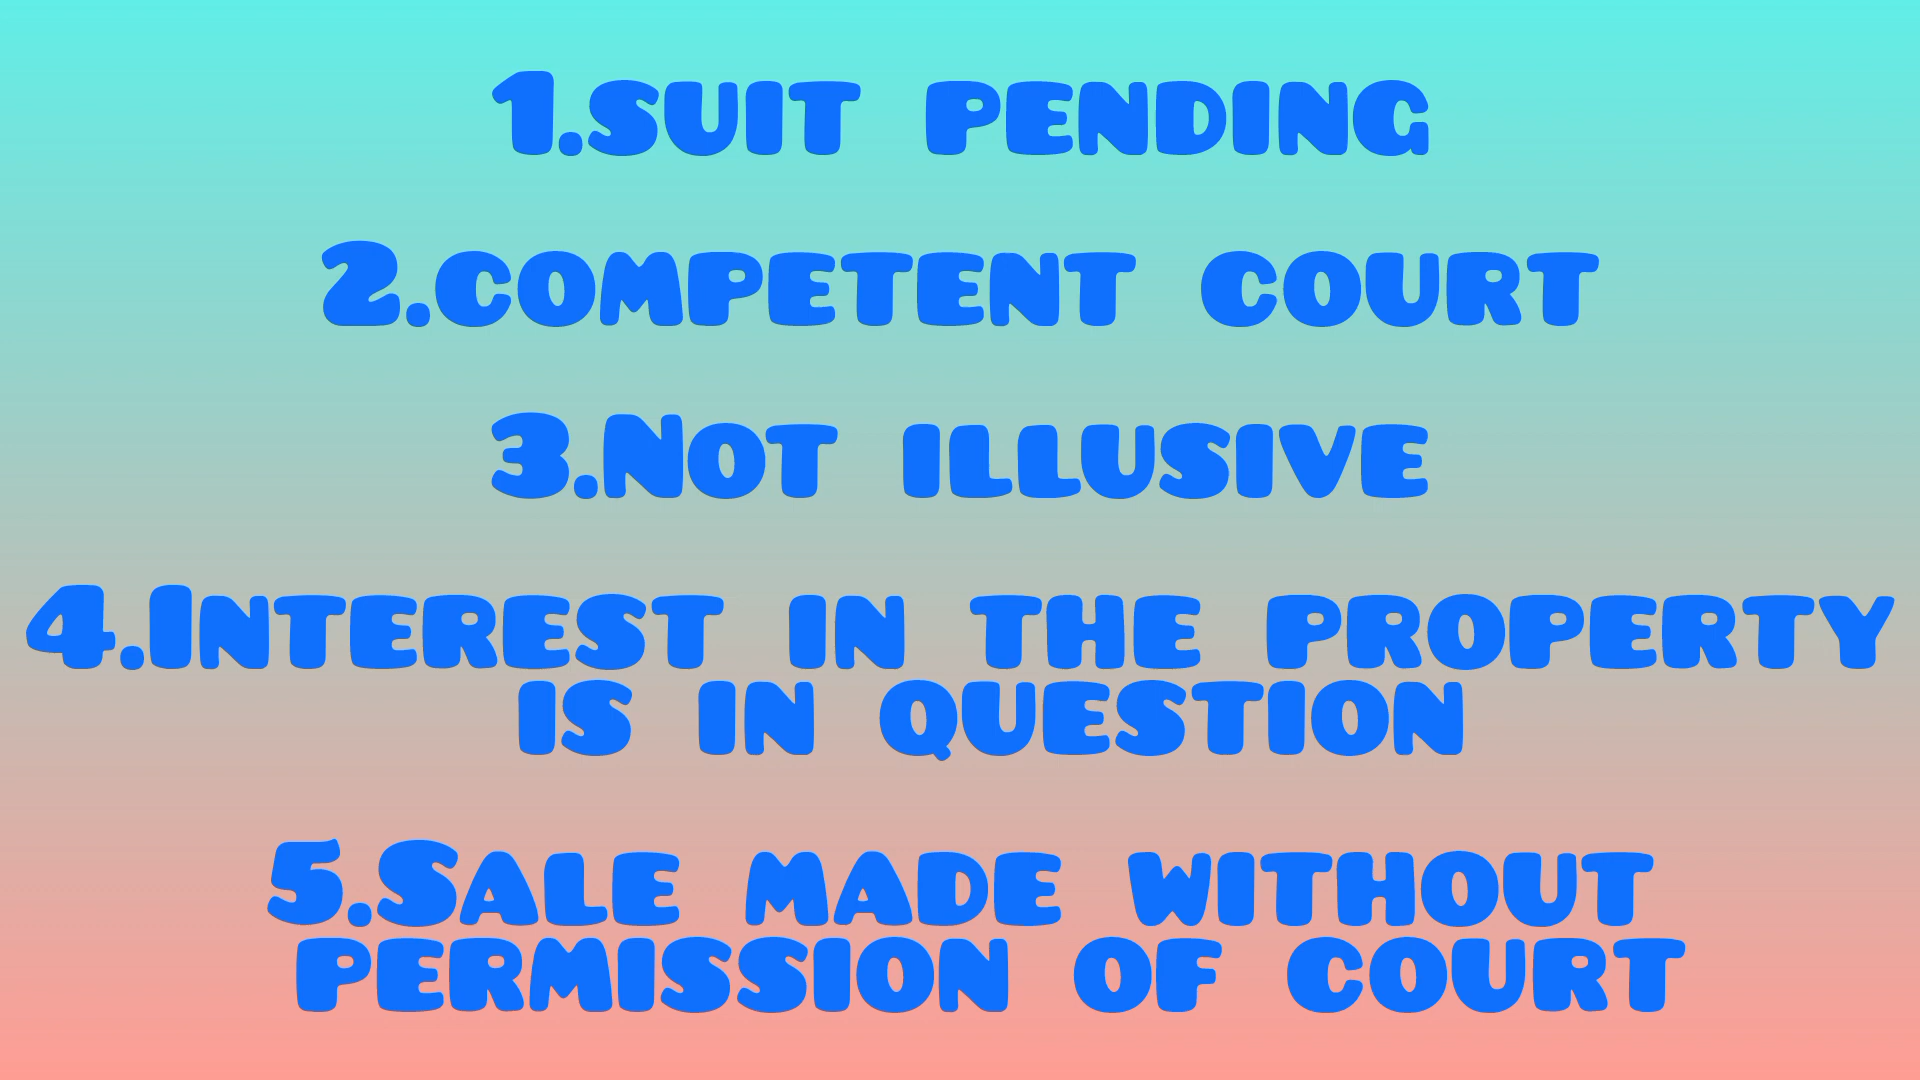 1.SUIT PENDING
2.COMPETENT COURT
3.NOT ILLUSIVE
4.INTEREST IN THE PROPERTY
IS IN QUESTION
5.SALE MADE WITHOUT
PERMISSION OF COURT